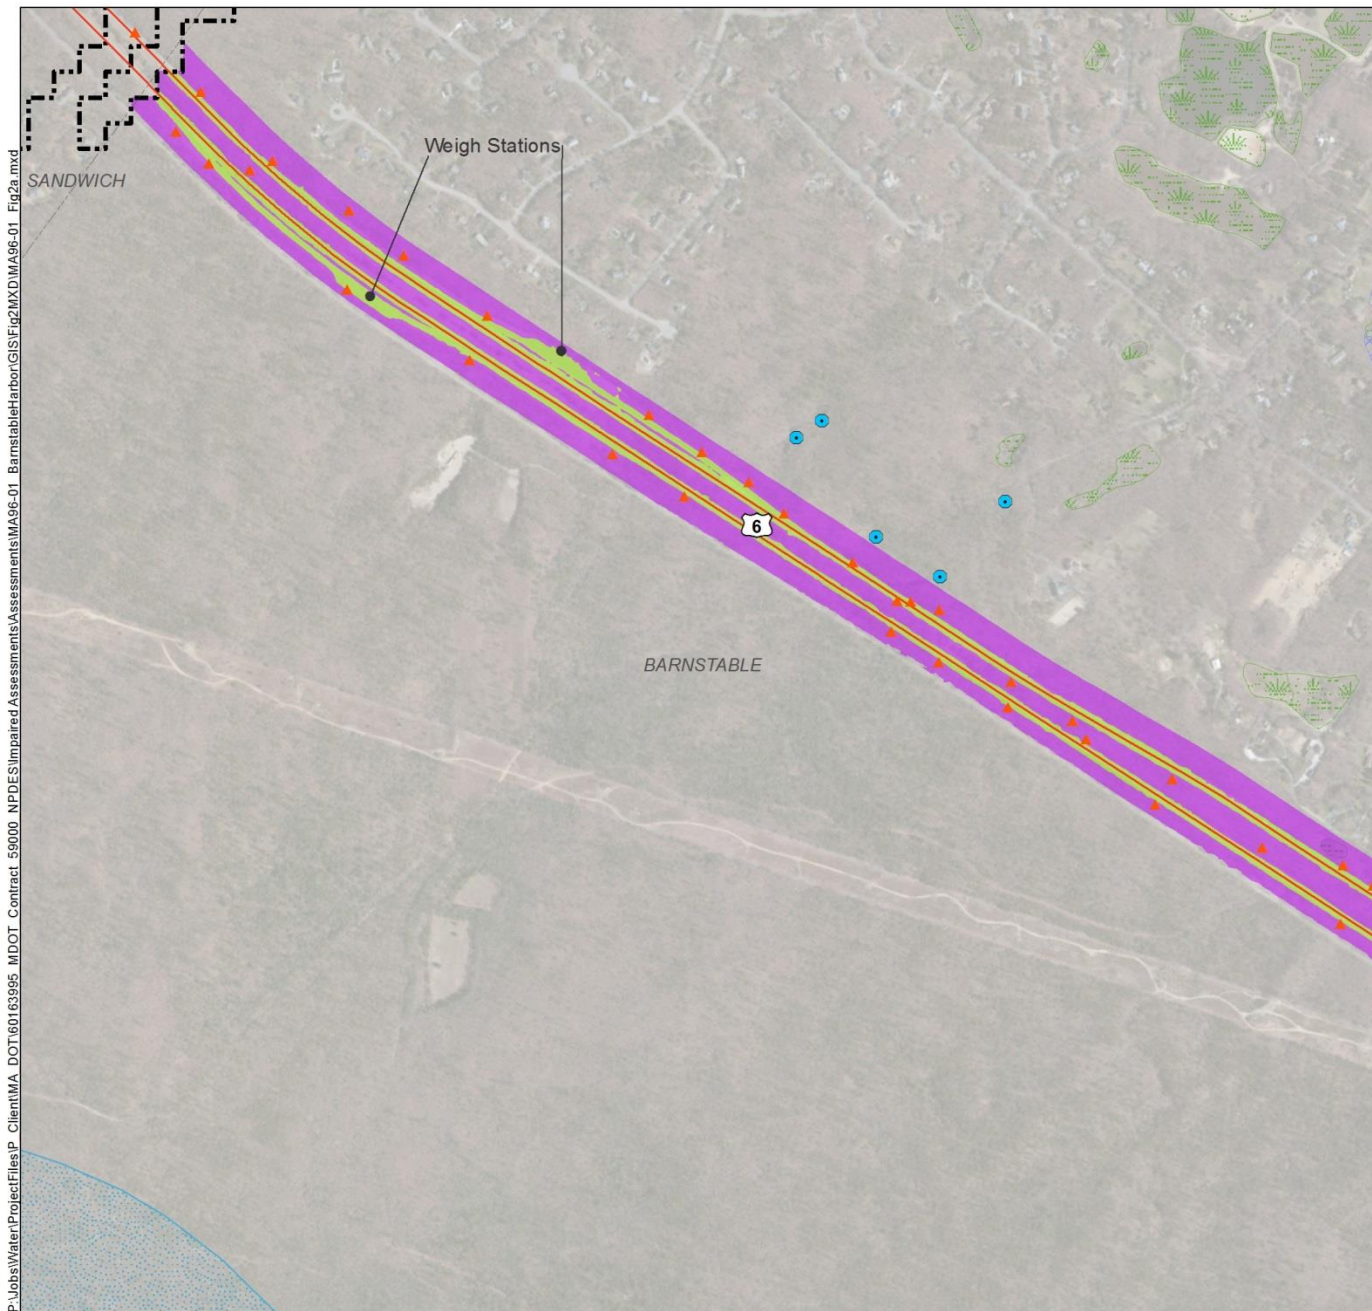 Weigh Stations
SANDWICH
6
BARNSTABLE
P:\Jobs\Water\ProjectFiles\P_Client\MA_DOT\60163995_MDOT_Contract_59000_NPDES\Impaired Assessments\Assessments\MA96-01_BarnstableHarbor\GIS\Fig2MXD\MA96-01_Fig2a.mxd